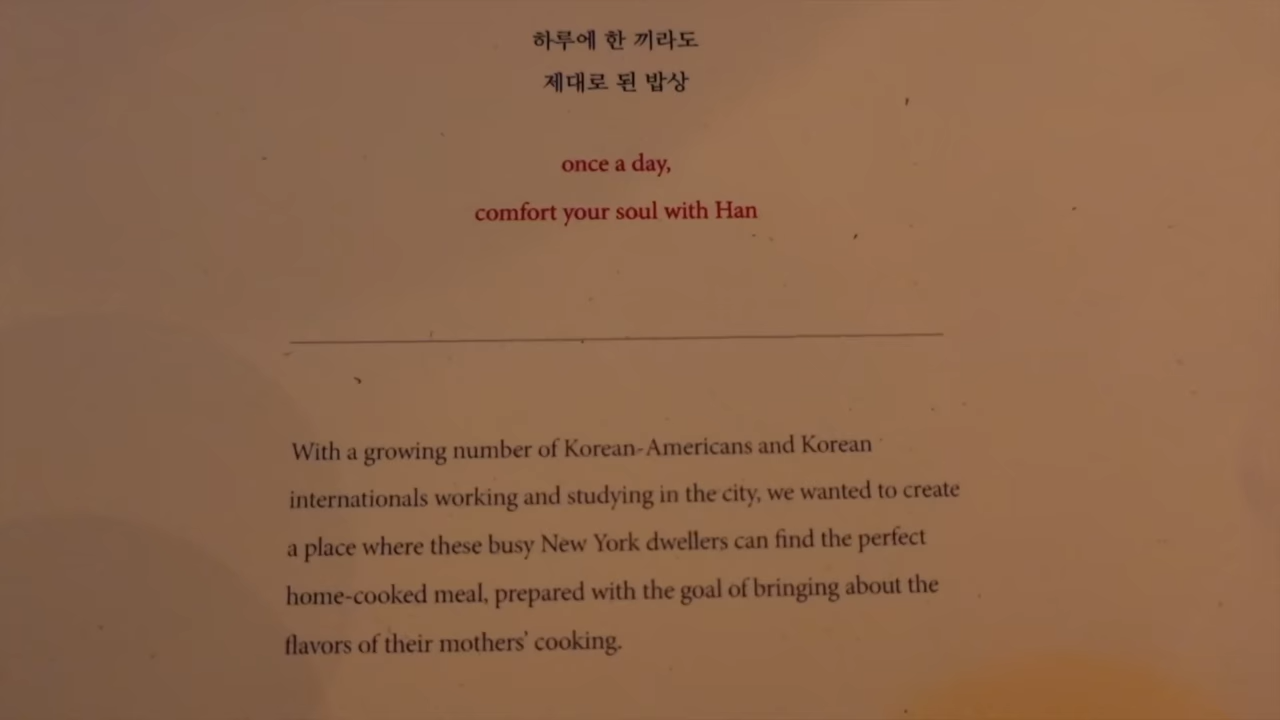 하루에 한 끼라도
제대로 된 밥상
once a day,
comfort your soul with Han
With a growing number of Korean-Americans and Korean
internationals working and studying in the city, we wanted to create
a place where these busy New York dwellers can find the perfect
home-cooked meal, prepared with the goal of bringing about the
flavors of their mothers' cooking.